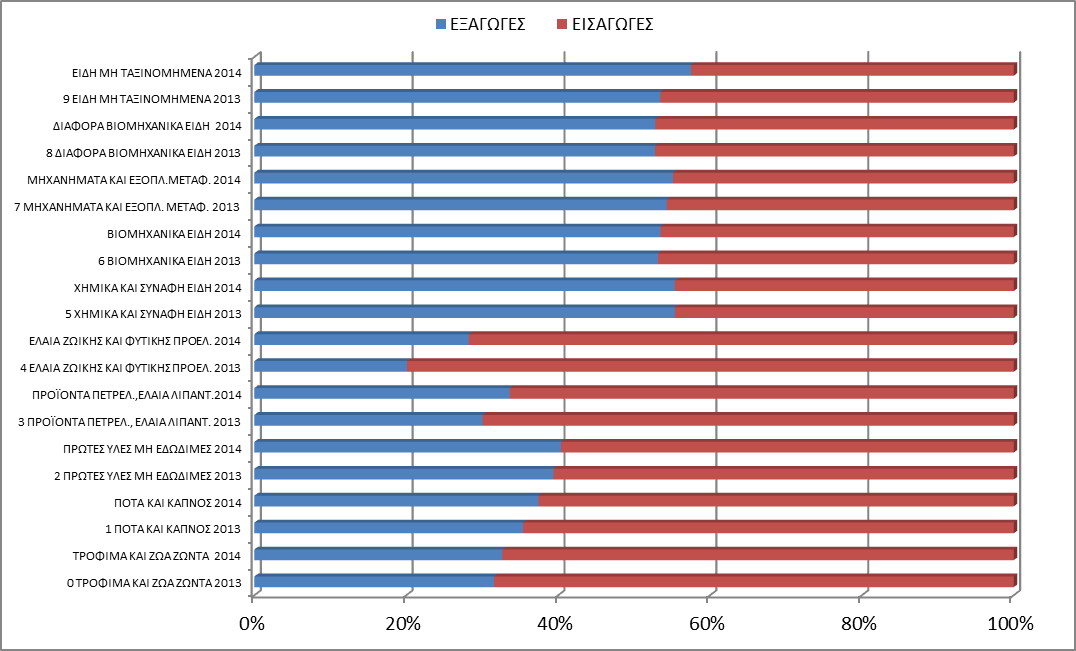 ΕΞΑΓΩΓΕΣ ΕΙΣΑΓΩΓΕΣ
ΕΙΔΗ ΜΗ ΤΑΞΙΝΟΜΗΜΕΝΑ 2014
9 ΕΙΔΗ ΜΗ ΤΑΞΙΝΟΜΗΜΕΝΑ 2013
ΔΙΑΦΟΡΑ ΒΙΟΜΗΧΑΝΙΚΑ ΕΙΔΗ 2014
8 ΔΙΑΦΟΡΑ ΒΙΟΜΗΧΑΝΙΚΑ ΕΙΔΗ 2013
ΜΗΧΑΝΗΜΑΤΑ ΚΑΙ ΕΞΟΠΛ.ΜΕΤΑΦ. 2014
7 ΜΗΧΑΝΗΜΑΤΑ ΚΑΙ ΕΞΟΠΛ. ΜΕΤΑΦ. 2013
ΒΙΟΜΗΧΑΝΙΚΑ ΕΙΔΗ 2014
6 ΒΙΟΜΗΧΑΝΙΚΑ ΕΙΔΗ 2013
ΧΗΜΙΚΑ ΚΑΙ ΣΥΝΑΦΗ ΕΙΔΗ 2014
5 ΧΗΜΙΚΑ ΚΑΙ ΣΥΝΑΦΗ ΕΙΔΗ 2013
ΕΛΑΙΑ ΖΩΙΚΗΣ ΚΑΙ ΦΥΤΙΚΗΣ ΠΡΟΕΛ. 2014
4 ΕΛΑΙΑ ΖΩΙΚΗΣ ΚΑΙ ΦΥΤΙΚΗΣ ΠΡΟΕΛ. 2013
ΠΡΟΪΟΝΤΑ ΠΕΤΡΕΛ.,ΕΛΑΙΑ ΛΙΠΑΝΤ.2014
3 ΠΡΟΪΟΝΤΑ ΠΕΤΡΕΛ., ΕΛΑΙΑ ΛΙΠΑΝΤ. 2013
ΠΡΩΤΕΣ ΥΛΕΣ ΜΗ ΕΔΩΔΙΜΕΣ 2014
2 ΠΡΩΤΕΣ ΥΛΕΣ ΜΗ ΕΔΩΔΙΜΕΣ 2013
ΠΟΤΑ ΚΑΙ ΚΑΠΝΟΣ 2014
1 ΠΟΤΑ ΚΑΙ ΚΑΠΝΟΣ 2013
ΤΡΟΦΙΜΑ ΚΑΙ ΖΩΑ ΖΩΝΤΑ 2014
0 ΤΡΟΦΙΜΑ ΚΑΙ ΖΩΑ ΖΩΝΤΑ 2013
0% 20% 40% 60% 80% 100%